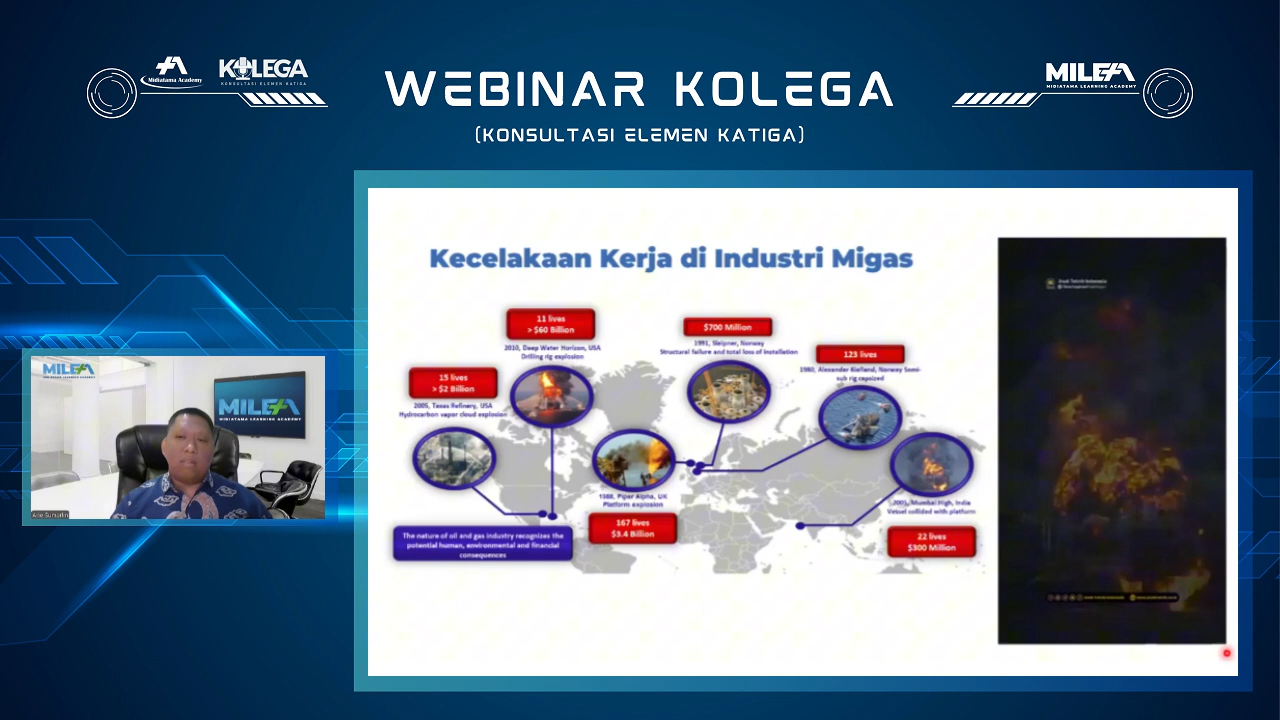 Midiatama Academy
KOLEGA
KONSULTASI ELEMEN KATIGA
WEBINAR KOLEGA
(KONSULTASI ELEMEN KATIGA)
MILEA
MIDIATAMA LEARNING ACADEMY
Kecelakaan Kerja di Industri Migas
11 lives
> $60 Billion
2010, Deep Water Horizon, USA
Drilling rig explosion
$700 Million
1991, Sleipner, Norway
Structural failure and total loss of installation
123 lives
1980, Alexander Kielland, Norway Semi-
sub rig capsized
15 lives
> $2 Billion
2005, Texas Refinery, USA
Hydrocarbon vapor cloud explosion
1988, Piper Alpha, UK
Platform explosion
167 lives
$3.4 Billion
2005, Mumbai High, India
Vessel collided with platform
22 lives
$300 Million
The nature of oil and gas industry recognizes the
potential human, environmental and financial
consequences
MILEA
MIDIATAMA LEARNING ACADEMY
MILEA
MIDIATAMA LEARNING ACADEMY